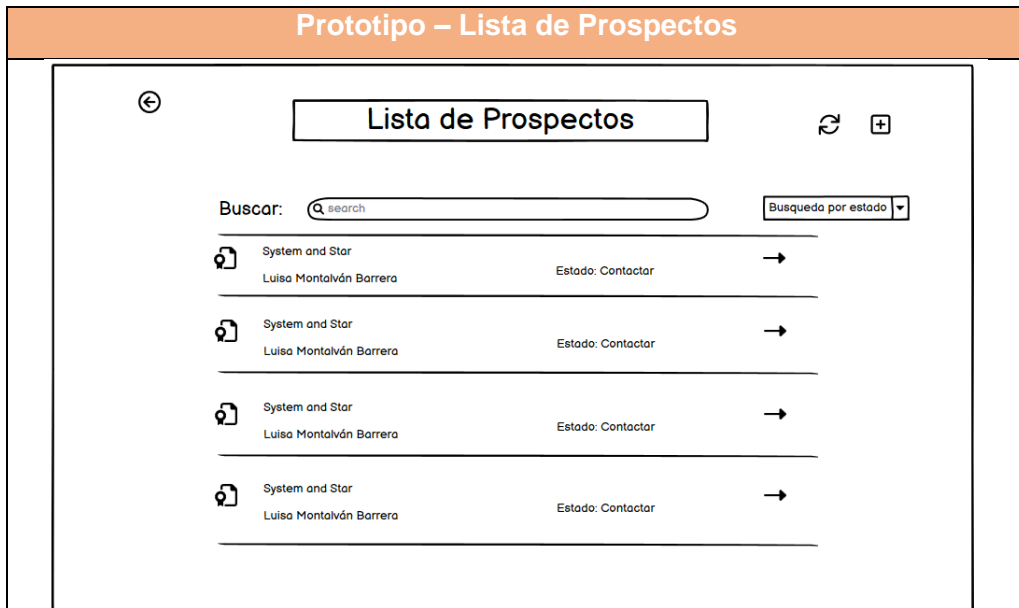 Prototipo – Lista de Prospectos
Lista de Prospectos
Buscar:
search
Busqueda por estado
System and Star
Luisa Montalván Barrera
Estado: Contactar
System and Star
Luisa Montalván Barrera
Estado: Contactar
System and Star
Luisa Montalván Barrera
Estado: Contactar
System and Star
Luisa Montalván Barrera
Estado: Contactar